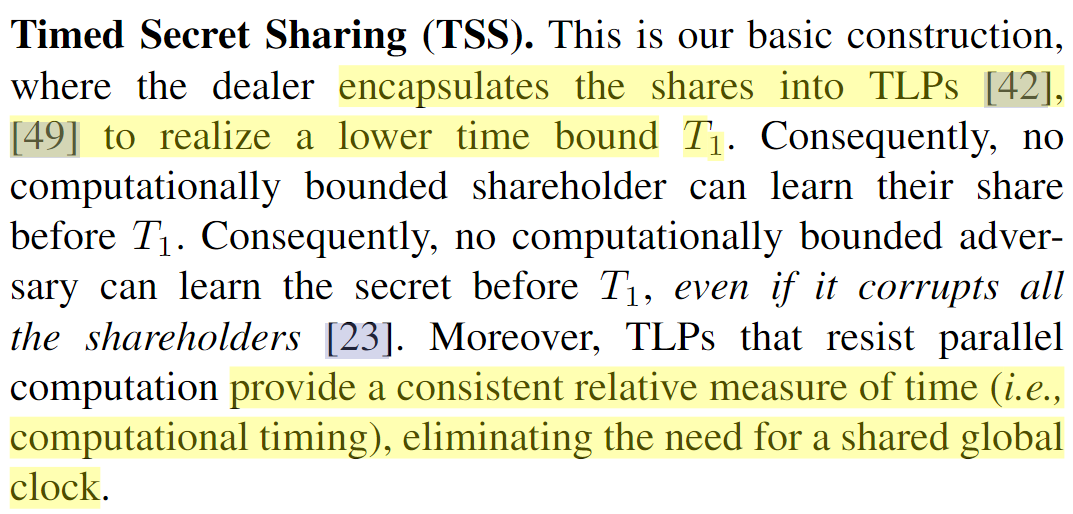 Timed Secret Sharing (TSS). This is our basic construction,
where the dealer encapsulates the shares into TLPs [42],
[49] to realize a lower time bound T₁. Consequently, no
computationally bounded shareholder can learn their share
before T₁. Consequently, no computationally bounded adver-
sary can learn the secret before T₁, even if it corrupts all
the shareholders [23]. Moreover, TLPs that resist parallel
computation provide a consistent relative measure of time (i.e.,
computational timing), eliminating the need for a shared global
clock.